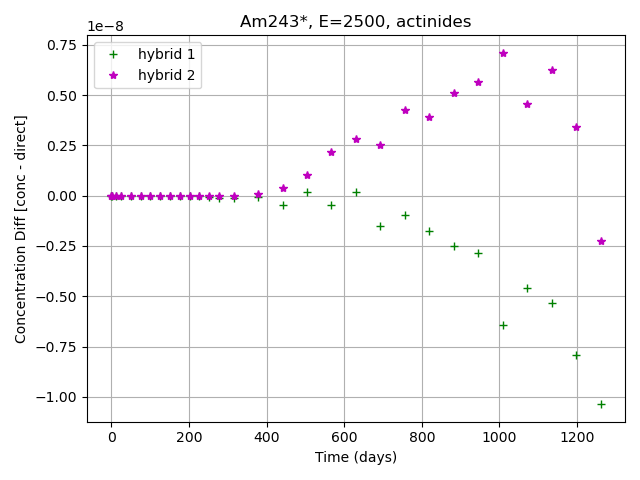 Am243*, E=2500, actinides
1e−8
hybrid 1
hybrid 2
Concentration Diff [conc - direct]
0.75
0.50
0.25
0.00
−0.25
−0.50
−0.75
−1.00
0 200 400 600 800 1000 1200
Time (days)